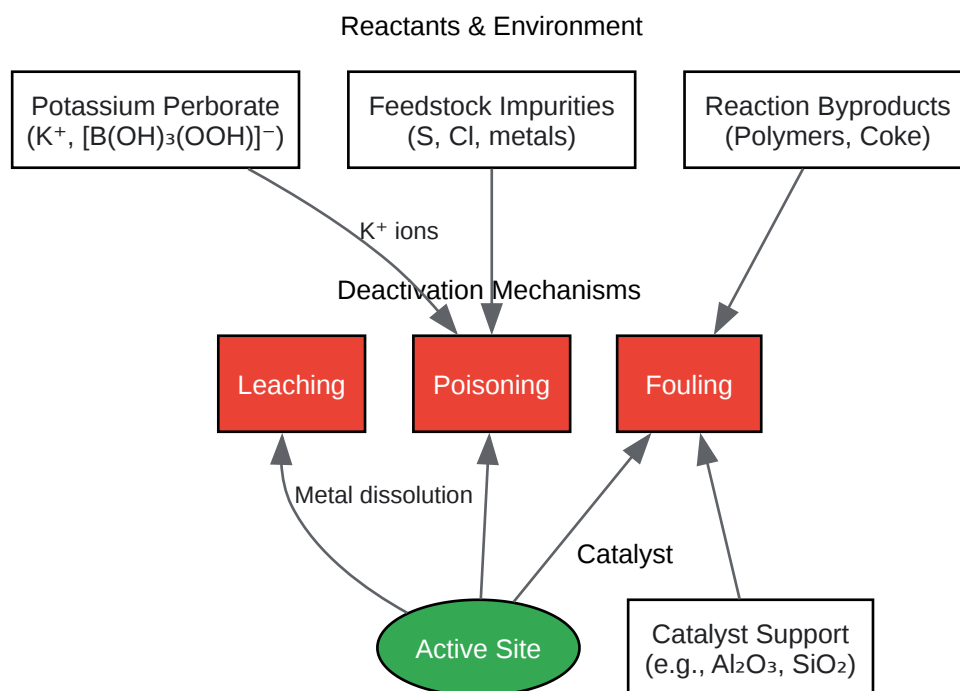 Reactants & Environment
Potassium Perborate
(K⁺, [B(OH)₃(OOH)]⁻)
Feedstock Impurities
(S, Cl, metals)
Reaction Byproducts
(Polymers, Coke)
K⁺ ions
Deactivation Mechanisms
Leaching
Poisoning
Fouling
Metal dissolution
Catalyst
Active Site
Catalyst Support
(e.g., Al₂O₃, SiO₂)